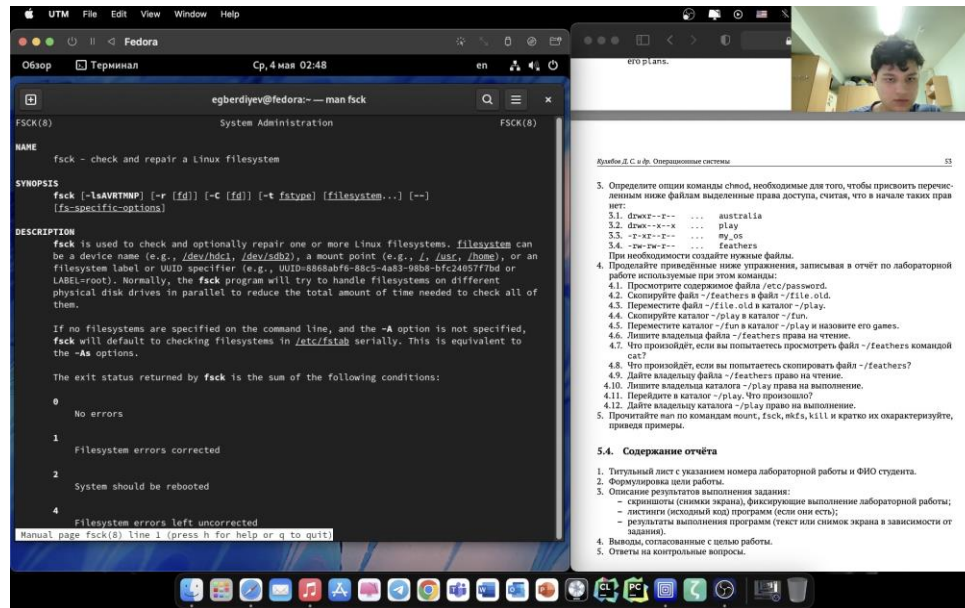 UTM File Edit View Window Help
Fedora
Обзор Терминал Ср, 4 мая 02:48 en
egberdiyev@fedora:~ — man fsck
FSCK(8) System Administration FSCK(8)
NAME
fsck - check and repair a Linux filesystem
SYNOPSIS
fsck [-lsAVRTMNP] [-r [fd]] [-C [fd]] [-t fstype] [filesystem...] [--]
[fs-specific-options]
DESCRIPTION
fsck is used to check and optionally repair one or more Linux filesystems. filesystem can
be a device name (e.g., /dev/hdc1, /dev/sdb2), a mount point (e.g., /, /usr, /home), or an
filesystem label or UUID specifier (e.g., UUID=8868abf6-88c5-4a83-98b8-bfc24057f7bd or
LABEL=root). Normally, the fsck program will try to handle filesystems on different
physical disk drives in parallel to reduce the total amount of time needed to check all of
them.
If no filesystems are specified on the command line, and the -A option is not specified,
fsck will default to checking filesystems in /etc/fstab serially. This is equivalent to
the -As options.
The exit status returned by fsck is the sum of the following conditions:
0
No errors
1
Filesystem errors corrected
2
System should be rebooted
4
Filesystem errors left uncorrected
Manual page fsck(8) line 1 (press h for help or q to quit)
его plans.
Кулябов Д. С. и др. Операционные системы 53
3. Определите опции команды chmod, необходимые для того, чтобы присвоить перечис-
ленным ниже файлам выделенные права доступа, считая, что в начале таких прав
нет:
3.1. drwxr--r-- ... australia
3.2. drwx--x--x ... play
3.3. -r-xr--r-- ... my_os
3.4. -rw-rw-r-- ... feathers
При необходимости создайте нужные файлы.
4. Проделайте приведённые ниже упражнения, записывая в отчёт по лабораторной
работе используемые при этом команды:
4.1. Просмотрите содержимое файла /etc/password.
4.2. Скопируйте файл ~/feathers в файл ~/file.old.
4.3. Переместите файл ~/file.old в каталог ~/play.
4.4. Скопируйте каталог ~/play в каталог ~/fun.
4.5. Переместите каталог ~/fun в каталог ~/play и назовите его games.
4.6. Лишите владельца файла ~/feathers права на чтение.
4.7. Что произойдёт, если вы попытаетесь просмотреть файл ~/feathers командой
cat?
4.8. Что произойдёт, если вы попытаетесь скопировать файл ~/feathers?
4.9. Дайте владельцу файла ~/feathers право на чтение.
4.10. Лишите владельца каталога ~/play права на выполнение.
4.11. Перейдите в каталог ~/play. Что произошло?
4.12. Дайте владельцу каталога ~/play право на выполнение.
5. Прочитайте man по командам mount, fsck, mkfs, kill и кратко их охарактеризуйте,
приведя примеры.
5.4. Содержание отчёта
1. Титульный лист с указанием номера лабораторной работы и ФИО студента.
2. Формулировка цели работы.
3. Описание результатов выполнения задания:
– скриншоты (снимки экрана), фиксирующие выполнение лабораторной работы;
– листинги (исходный код) программ (если они есть);
– результаты выполнения программ (текст или снимок экрана в зависимости от
задания).
4. Выводы, согласованные с целью работы.
5. Ответы на контрольные вопросы.
CL PC